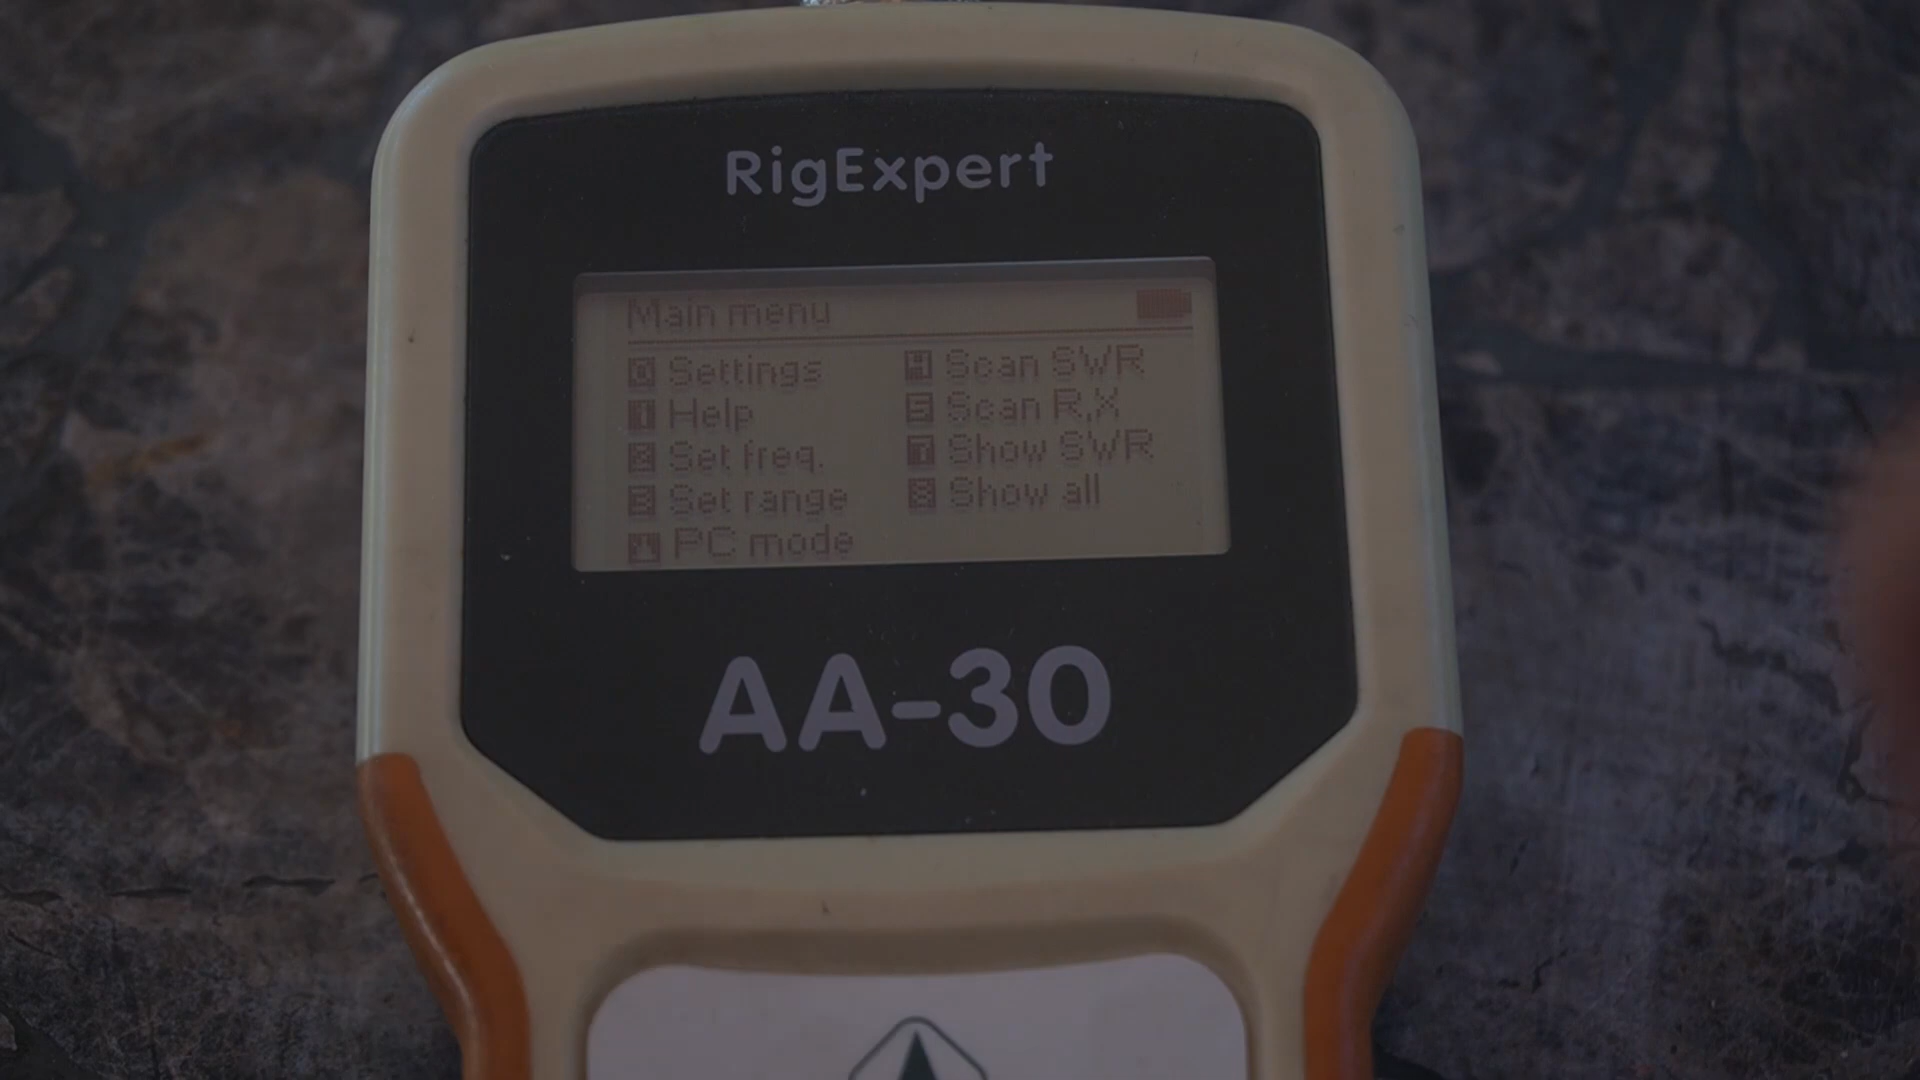 RigExpert
Main menu
0 Settings
1 Help
2 Set freq.
3 Set range
PC mode
4 Scan SWR
5 Scan R,X
7 Show SWR
8 Show all
AA-30